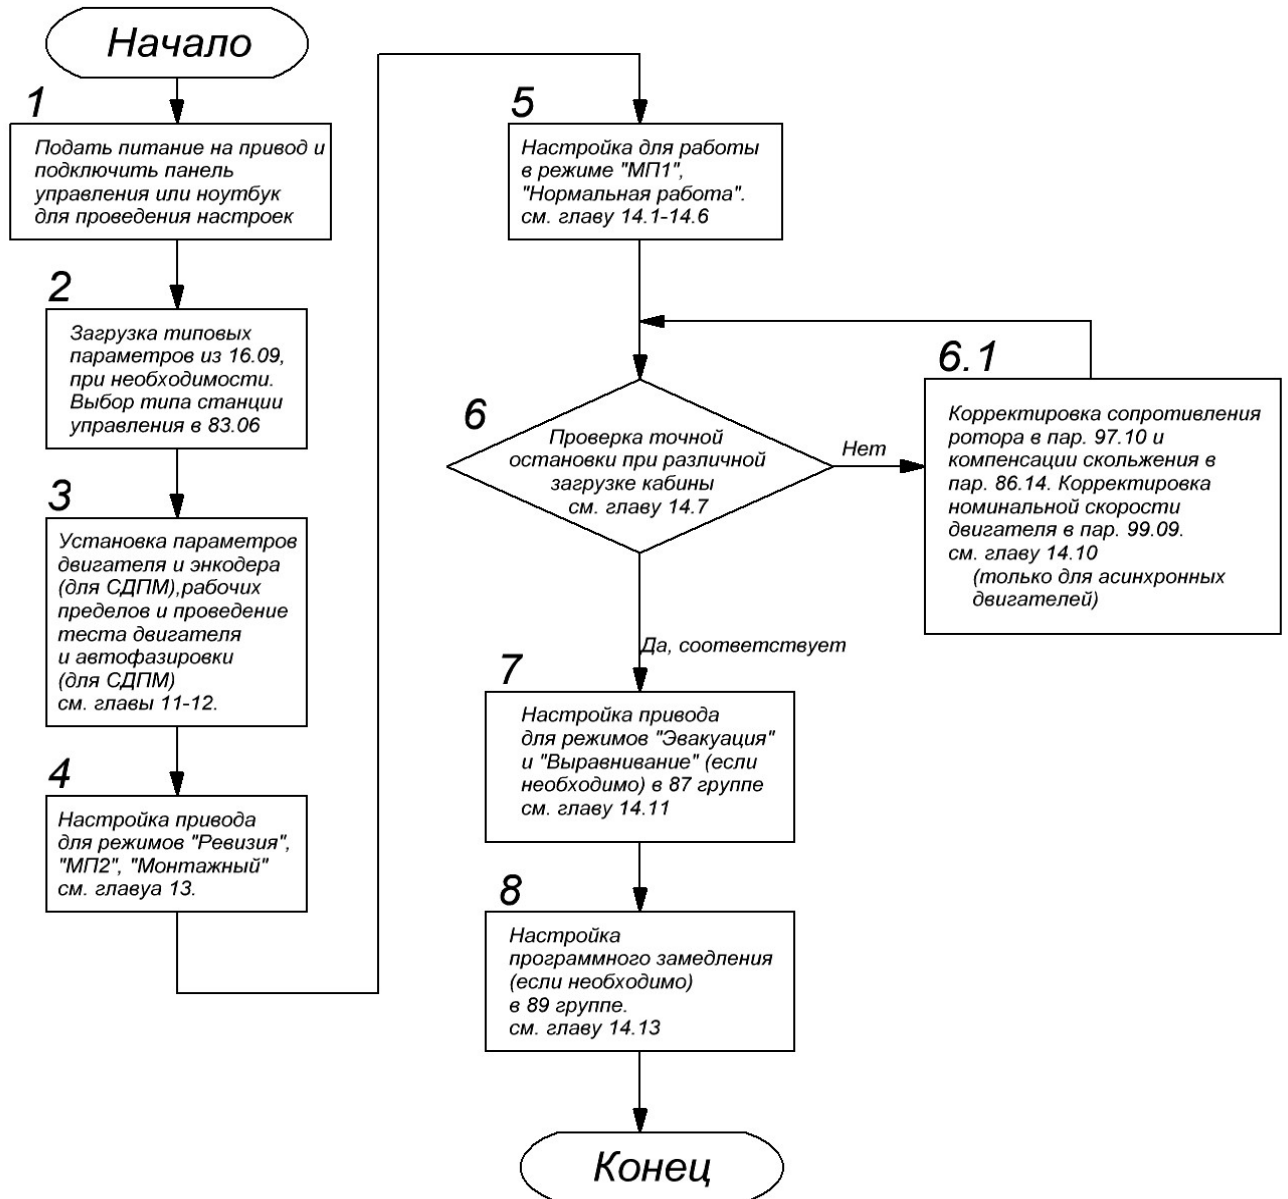 Начало
1
Подать питание на привод и
подключить панель
управления или ноутбук
для проведения настроек
2
Загрузка типовых
параметров из 16.09,
при необходимости.
Выбор типа станции
управления в 83.06
3
Установка параметров
двигателя и энкодера
(для СДПМ),рабочих
пределов и проведение
теста двигателя
и автофазировки
(для СДПМ)
см. главы 11-12.
4
Настройка привода
для режимов "Ревизия",
"МП2", "Монтажный"
см. главуа 13.
5
Настройка для работы
в режиме "МП1",
"Нормальная работа".
см. главу 14.1-14.6
6
Проверка точной
остановки при различной
загрузке кабины
см. главу 14.7
Нет
6.1
Корректировка сопротивления
ротора в пар. 97.10 и
компенсации скольжения в
пар. 86.14. Корректировка
номинальной скорости
двигателя в пар. 99.09.
см. главу 14.10
(только для асинхронных
двигателей)
Да, соответствует
7
Настройка привода
для режимов "Эвакуация"
и "Выравнивание" (если
необходимо) в 87 группе
см. главу 14.11
8
Настройка
программного замедления
(если необходимо)
в 89 группе.
см. главу 14.13
Конец